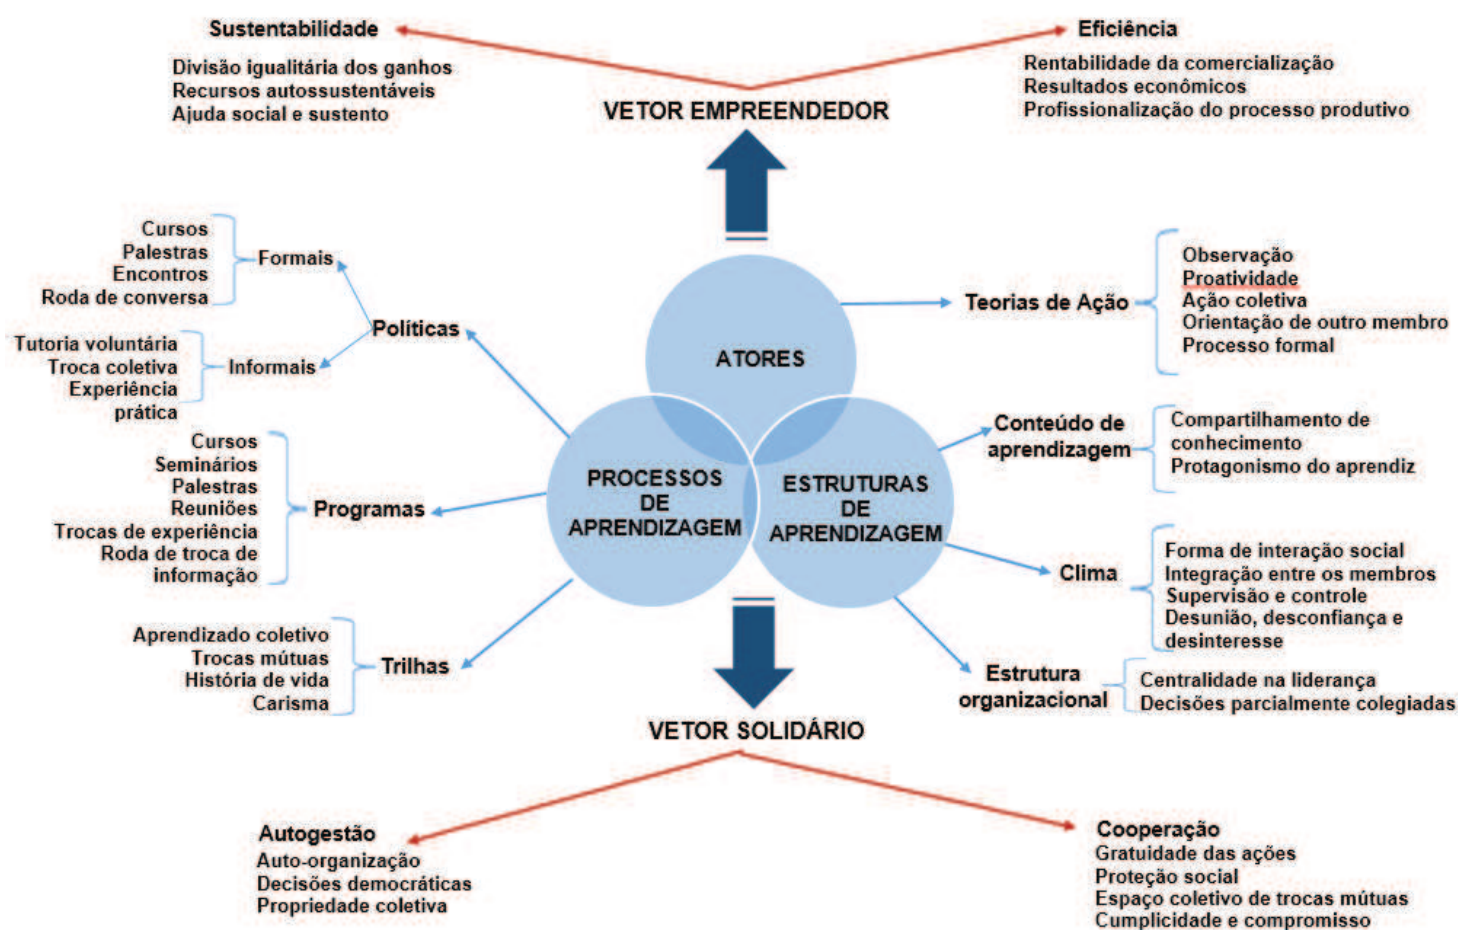 Sustentabilidade
Divisão igualitária dos ganhos
Recursos autossustentáveis
Ajuda social e sustento
Eficiência
Rentabilidade da comercialização
Resultados econômicos
Profissionalização do processo produtivo
VETOR EMPREENDEDOR
Cursos
Palestras
Encontros
Roda de conversa
Formais
Políticas
Tutoria voluntária
Troca coletiva
Experiência
prática
Informais
Cursos
Seminários
Palestras
Reuniões
Trocas de experiência
Roda de troca de
informação
Programas
Aprendizado coletivo
Trocas mútuas
História de vida
Carisma
Trilhas
ATORES
PROCESSOS
DE
APRENDIZAGEM
ESTRUTURAS
DE
APRENDIZAGEM
Teorias de Ação
Observação
Proatividade
Ação coletiva
Orientação de outro membro
Processo formal
Conteúdo de
aprendizagem
Compartilhamento de
conhecimento
Protagonismo do aprendiz
Clima
Forma de interação social
Integração entre os membros
Supervisão e controle
Desunião, desconfiança e
desinteresse
Estrutura
organizacional
Centralidade na liderança
Decisões parcialmente colegiadas
VETOR SOLIDÁRIO
Autogestão
Auto-organização
Decisões democráticas
Propriedade coletiva
Cooperação
Gratuidade das ações
Proteção social
Espaço coletivo de trocas mútuas
Cumplicidade e compromisso